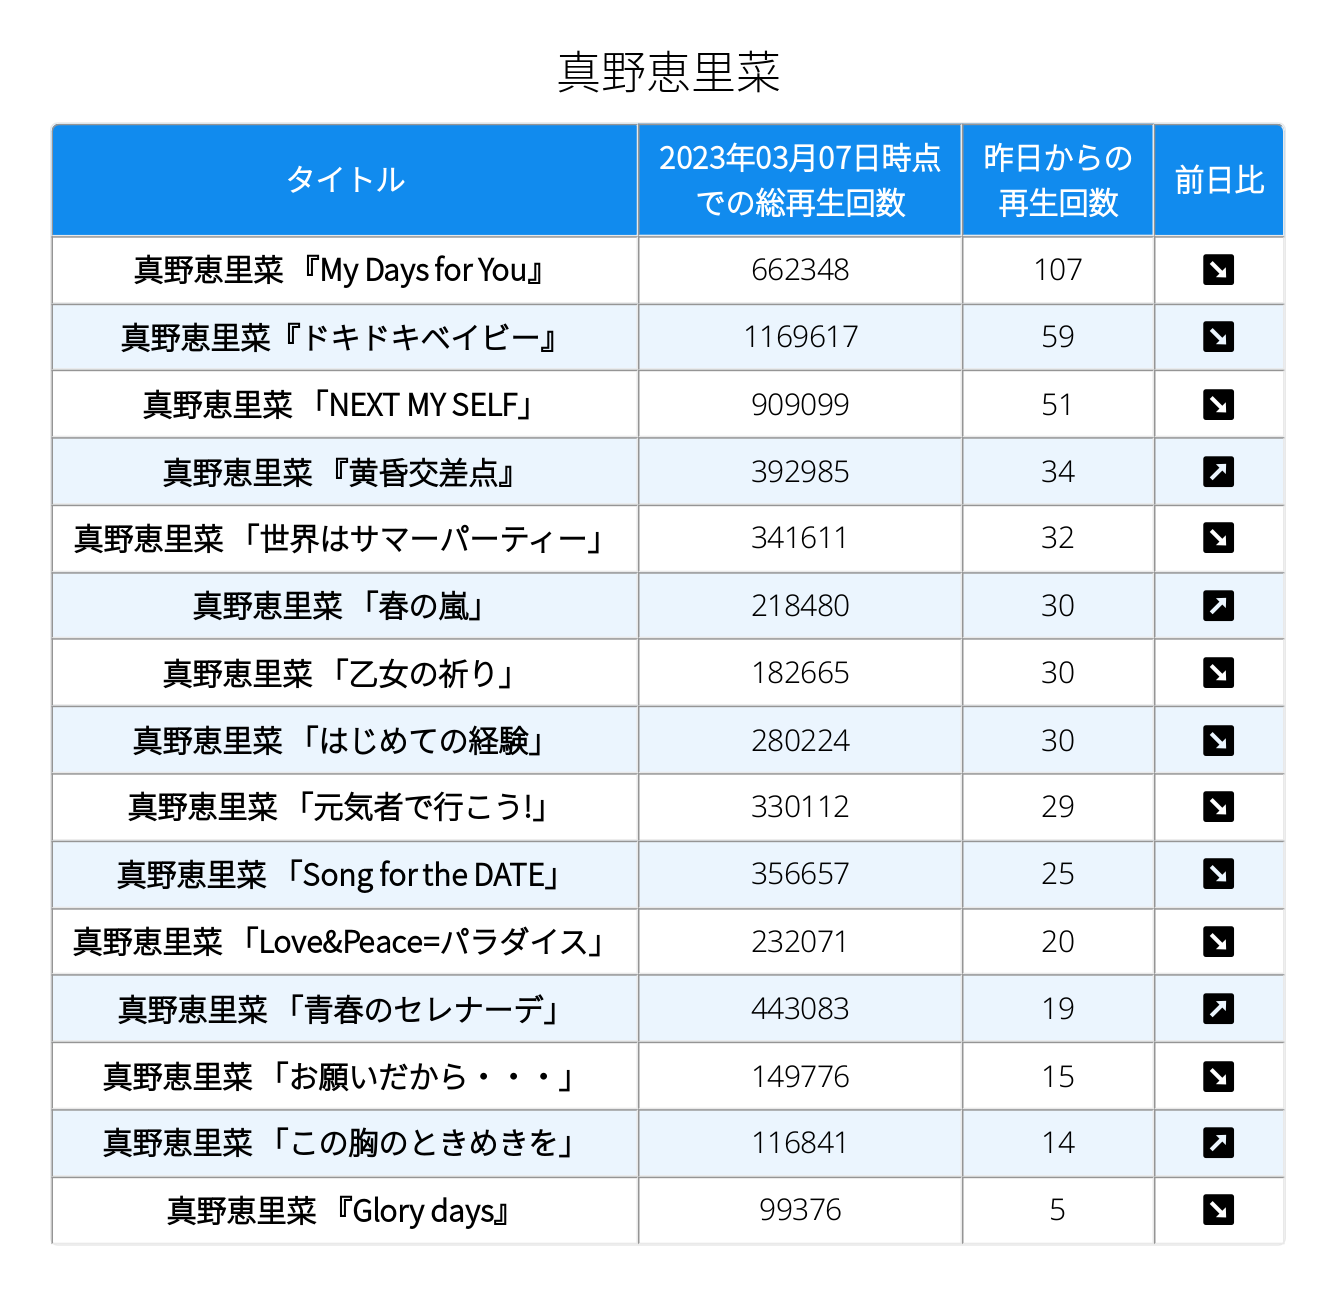 真野恵里菜
タイトル 2023年03月07日時点での総再生回数 昨日からの再生回数 前日比
真野恵里菜 『My Days for You』 662348 107 ↘
真野恵里菜『ドキドキベイビー』 1169617 59 ↘
真野恵里菜 「NEXT MY SELF」 909099 51 ↘
真野恵里菜 『黄昏交差点』 392985 34 ↗
真野恵里菜 「世界はサマーパーティー」 341611 32 ↘
真野恵里菜 「春の嵐」 218480 30 ↗
真野恵里菜 「乙女の祈り」 182665 30 ↘
真野恵里菜 「はじめての経験」 280224 30 ↘
真野恵里菜 「元気者で行こう!」 330112 29 ↘
真野恵里菜 「Song for the DATE」 356657 25 ↘
真野恵里菜 「Love&Peace=パラダイス」 232071 20 ↘
真野恵里菜 「青春のセレナーデ」 443083 19 ↗
真野恵里菜 「お願いだから・・・」 149776 15 ↘
真野恵里菜 「この胸のときめきを」 116841 14 ↗
真野恵里菜 『Glory days』 99376 5 ↘